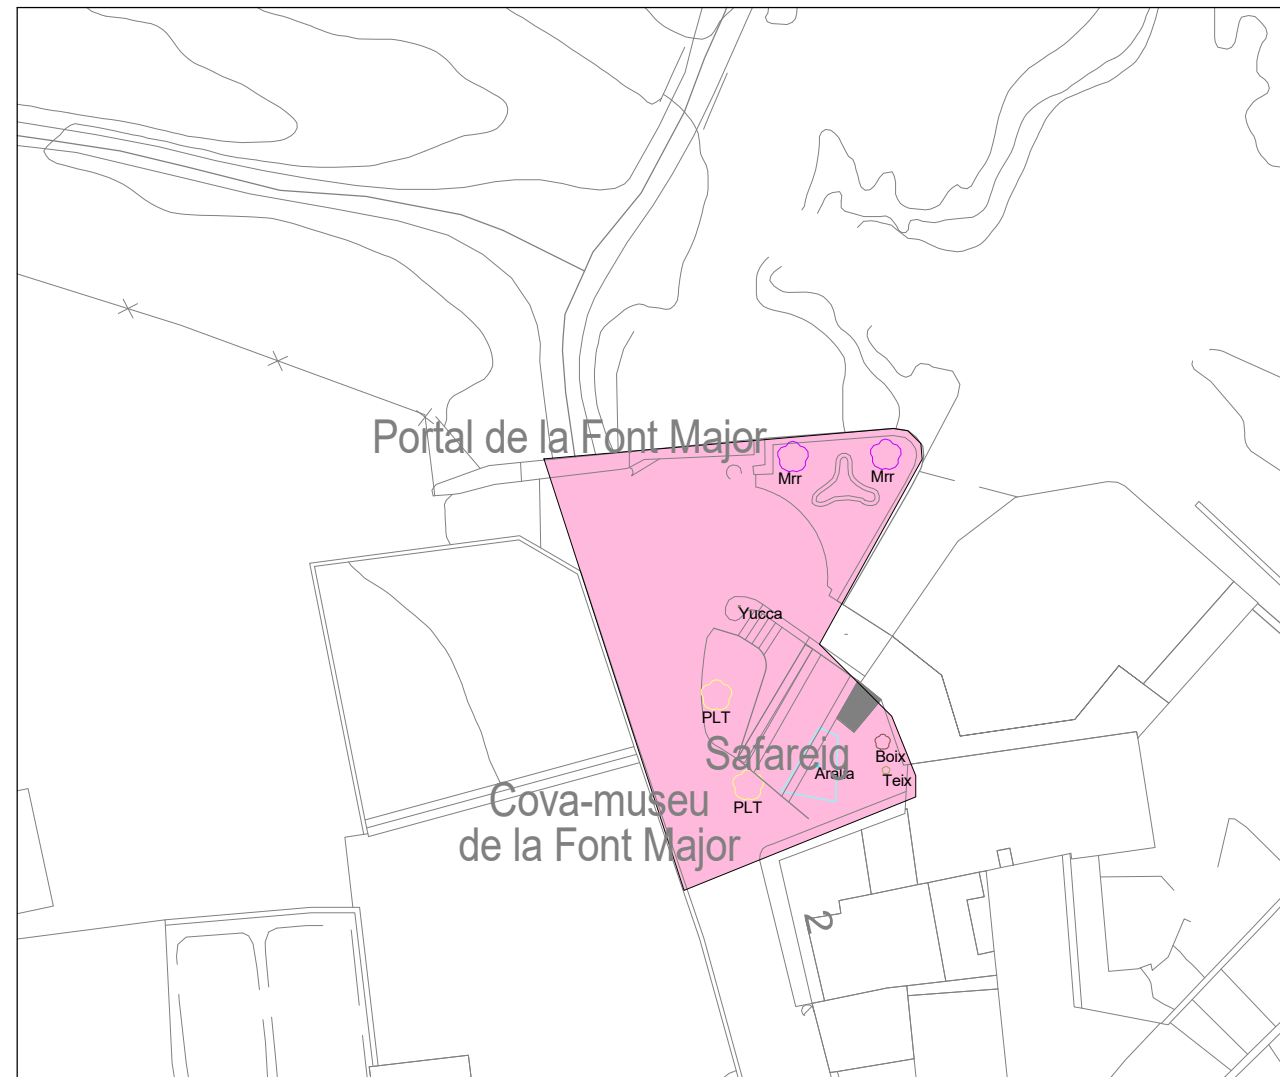 Portal de la Font Major
Mrr
Mrr
Yucca
PLT
Safareig
Boix
Aralia
Teix
PLT
Cova-museu
de la Font Major
2